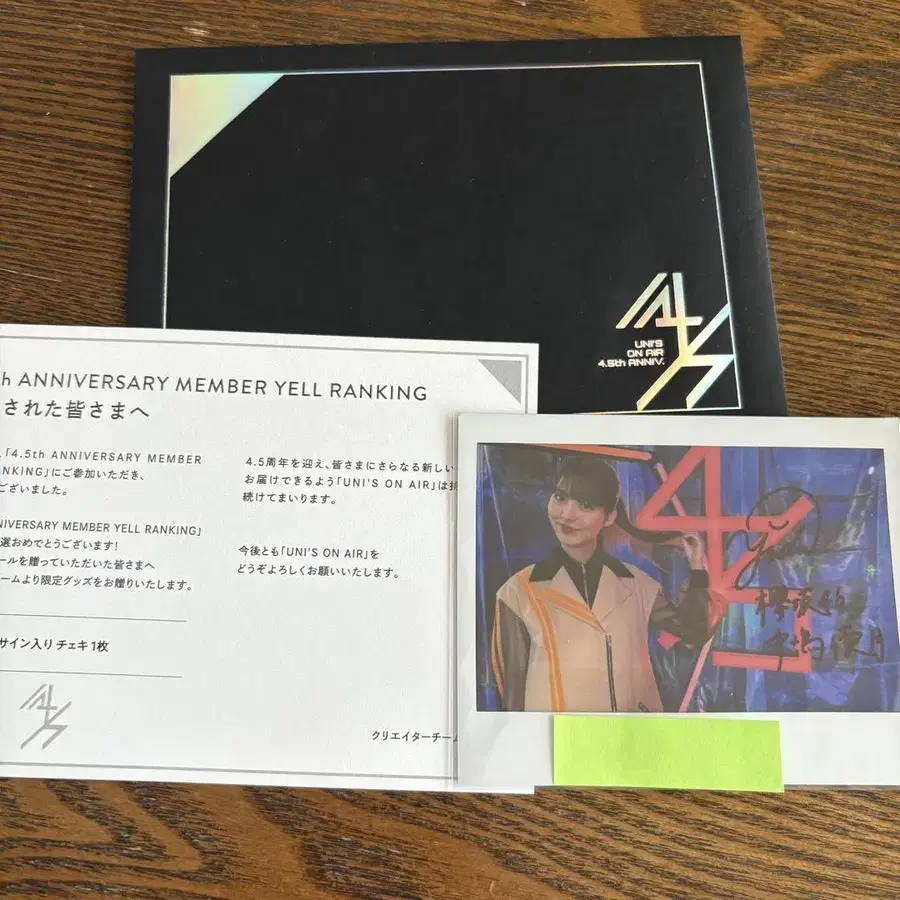 UNI'S
ON AIR
4.5th ANNIV.
h ANNIVERSARY MEMBER YELL RANKING
された皆さまへ
「4.5th ANNIVERSARY MEMBER
ANKING」にご参加いただき、
ございました。
NIVERSARY MEMBER YELL RANKING」
選おめでとうございます!
ールを贈っていただいた皆さまへ
ームより限定グッズをお贈りいたします。
サイン入り チェキ 1枚
4.5周年を迎え、皆さまにさらなる新しい
お届けできるよう「UNI'S ON AIR」は挑
続けてまいります。
今後とも「UNI'S ON AIR」を
どうぞよろしくお願いいたします。
クリエイターチーム